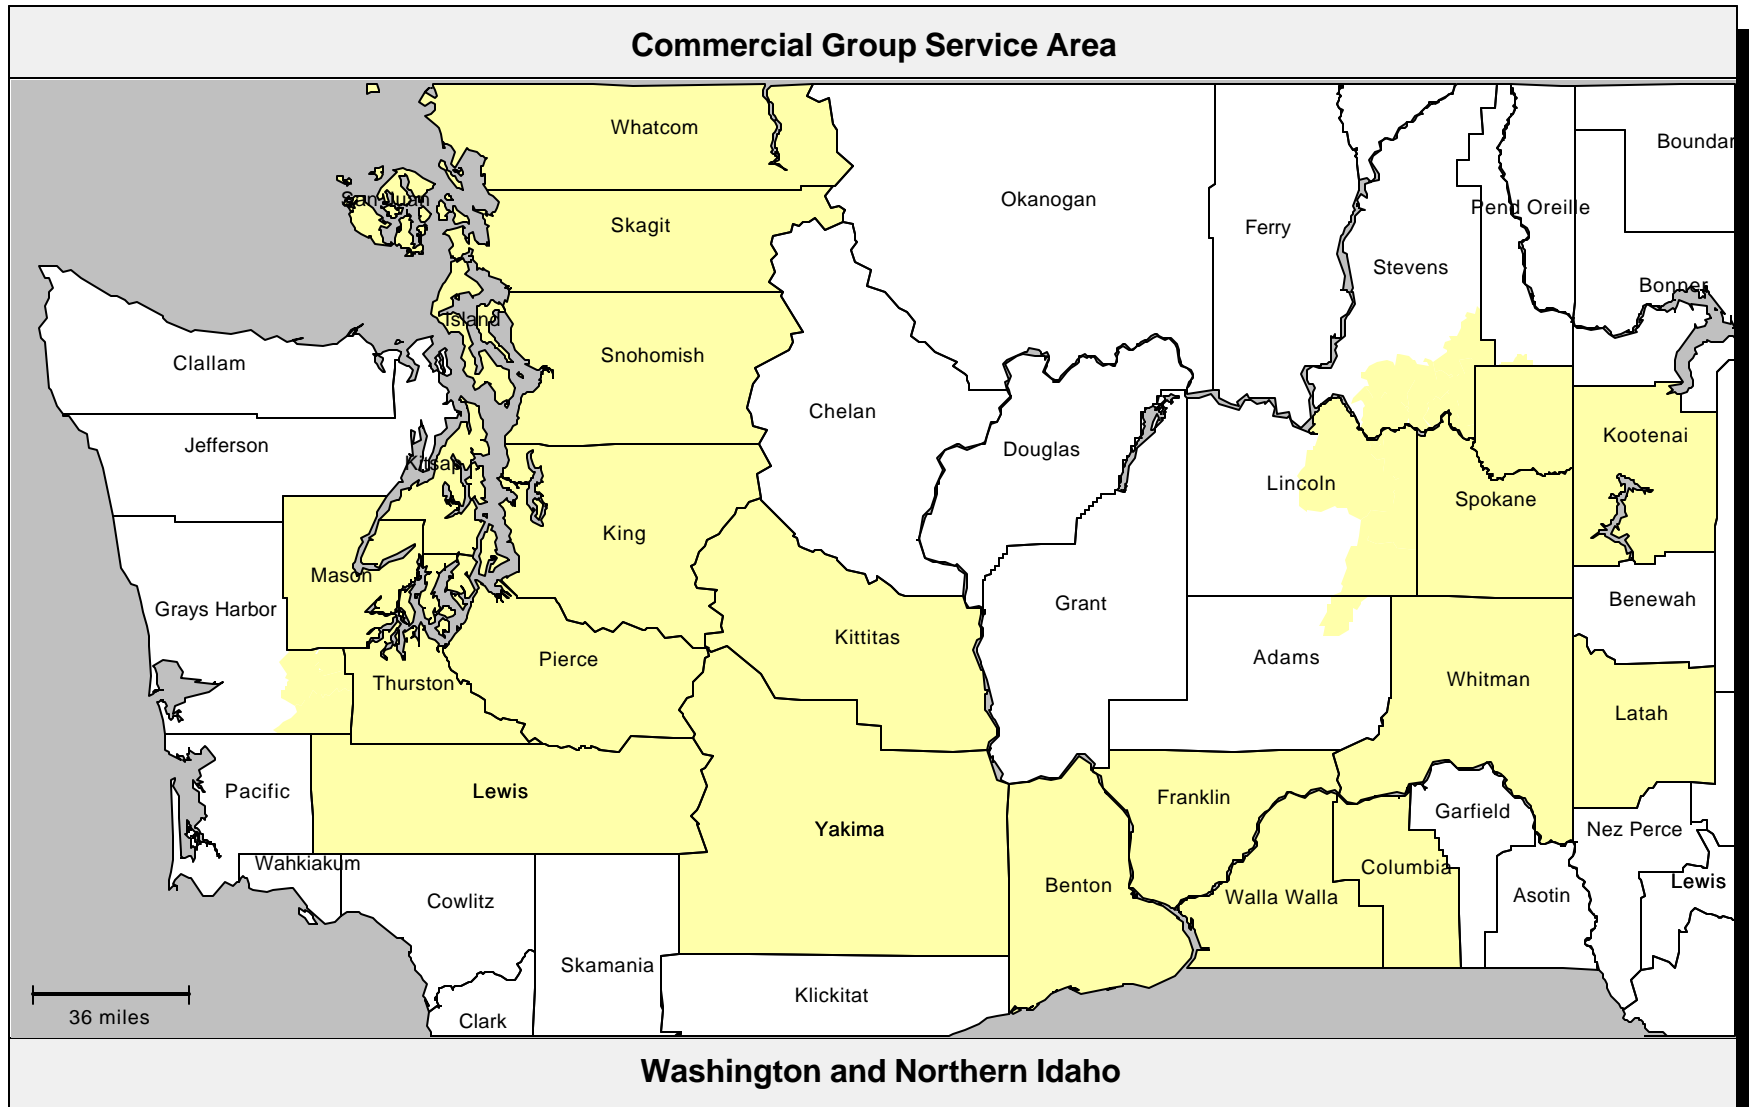 Commercial Group Service Area
Whatcom
Boundar
San Juan
Okanogan
Pend Oreille
Skagit
Ferry
Stevens
Bonner
Island
Clallam
Snohomish
Chelan
Jefferson
Kitsap
Douglas
Kootenai
Lincoln
Spokane
King
Mason
Grays Harbor
Grant
Benewah
Kittitas
Pierce
Adams
Thurston
Whitman
Latah
Pacific
Lewis
Franklin
Garfield
Yakima
Nez Perce
Wahkiakum
Columbia
Benton
Lewis
Cowlitz
Walla Walla
Asotin
Skamania
Klickitat
36 miles
Clark
Washington and Northern Idaho